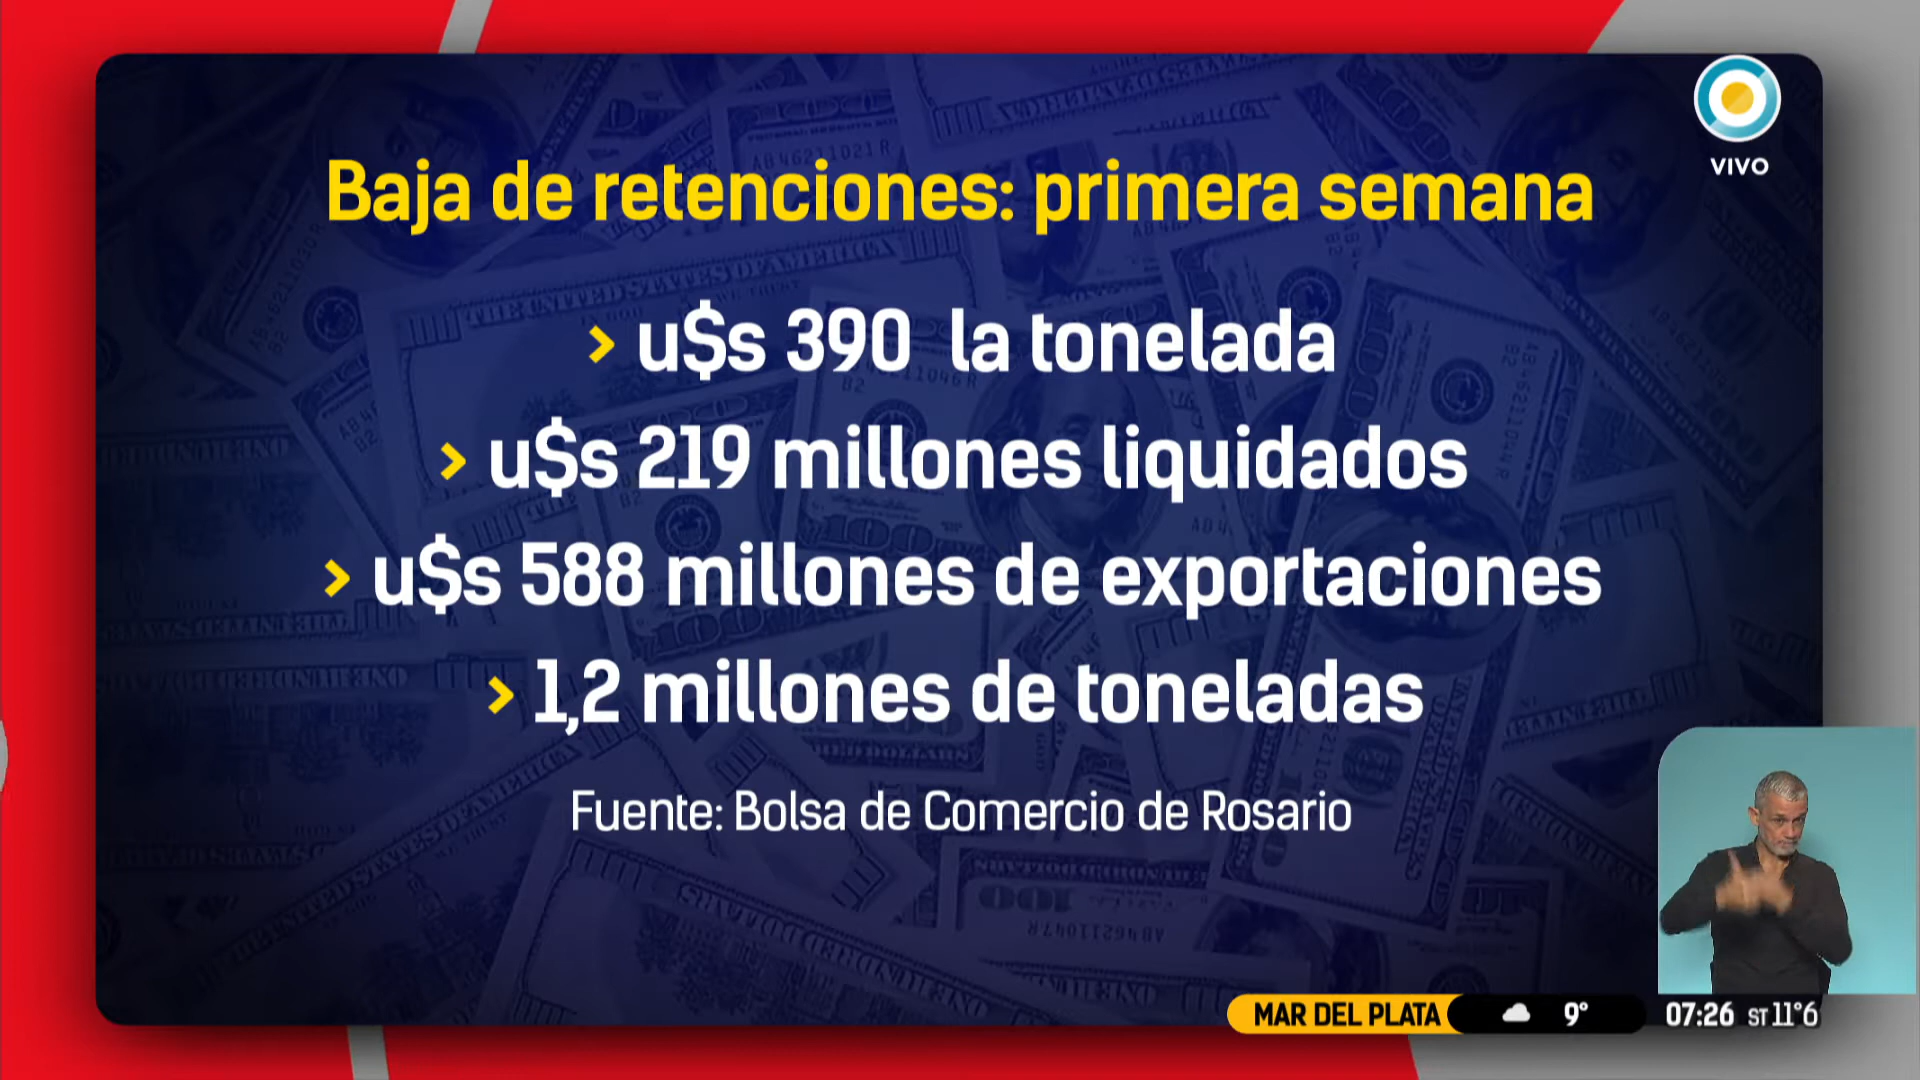 VIVO
Baja de retenciones: primera semana
> u$s 390 la tonelada
> u$s 219 millones liquidados
> u$s 588 millones de exportaciones
> 1,2 millones de toneladas
Fuente: Bolsa de Comercio de Rosario
MAR DEL PLATA 9° 07:26 ST 11°6